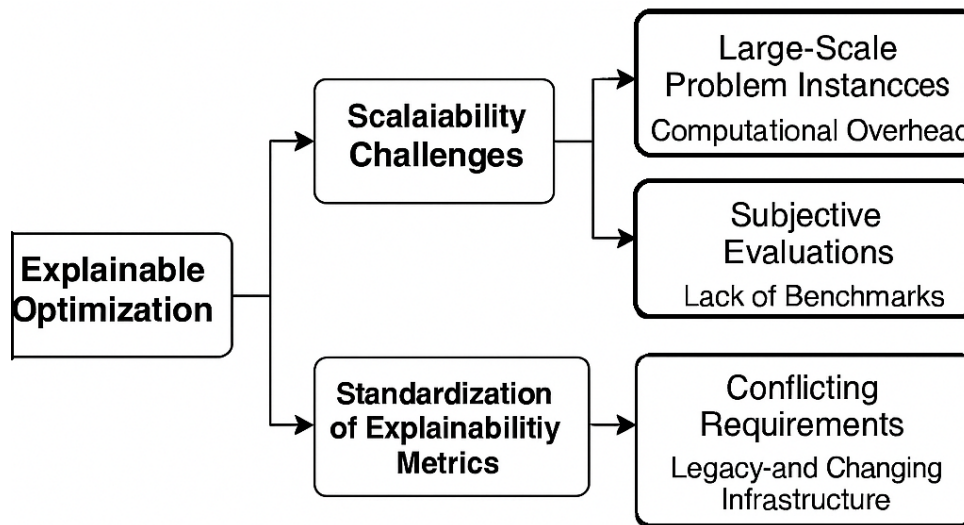 Explainable
Optimization
Scalaiability
Challenges
Large-Scale
Problem Instancces
Computational Overhead
Subjective
Evaluations
Lack of Benchmarks
Standardization
of Explainabilitiy
Metrics
Conflicting
Requirements
Legacy-and Changing
Infrastructure